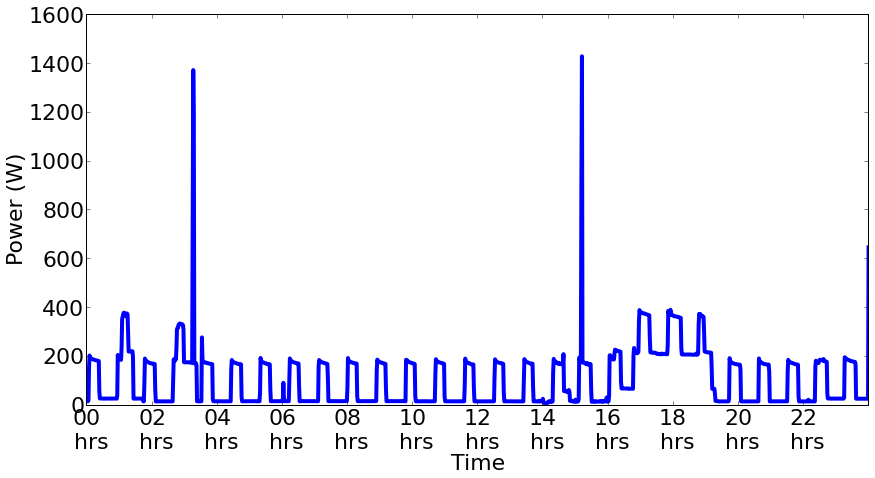 1600
1400
1200
1000
800
600
400
200
0
Power (W)
00 hrs
02 hrs
04 hrs
06 hrs
08 hrs
10 hrs
12 hrs
14 hrs
16 hrs
18 hrs
20 hrs
22 hrs
Time